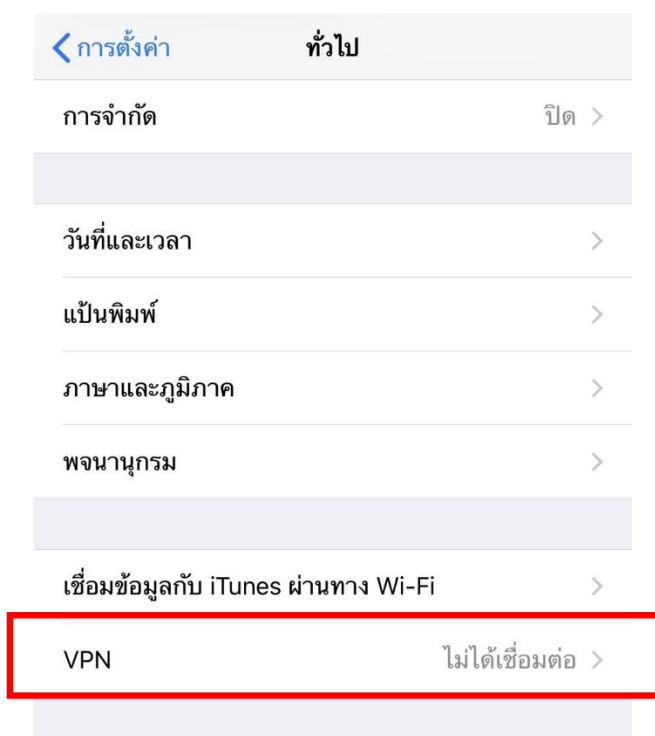 การตั้งค่า ทั่วไป
การจำกัด ปิด
วันที่และเวลา
แป้นพิมพ์
ภาษาและภูมิภาค
พจนานุกรม
เชื่อมข้อมูลกับ iTunes ผ่านทาง Wi-Fi
VPN ไม่ได้เชื่อมต่อ